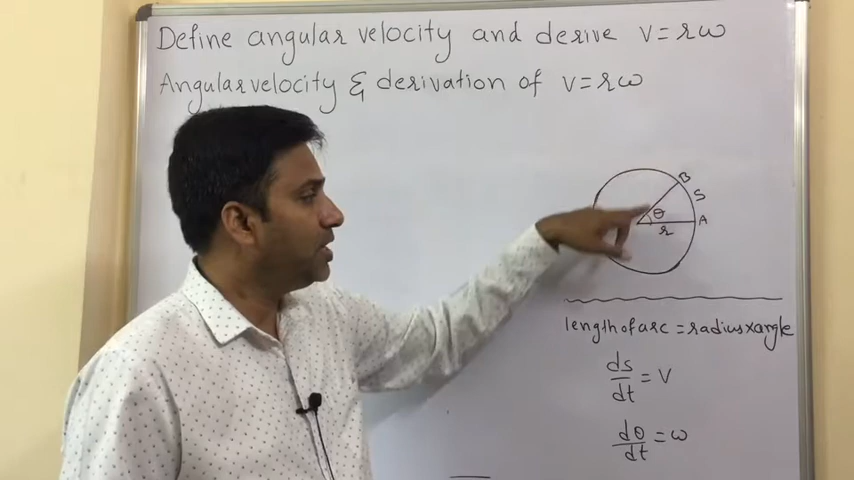 Define angular velocity and derive v=rω
Angular velocity & derivation of v=rω
B
S
θ
A
r
length of arc = radius x angle
ds/dt = v
dθ/dt = ω